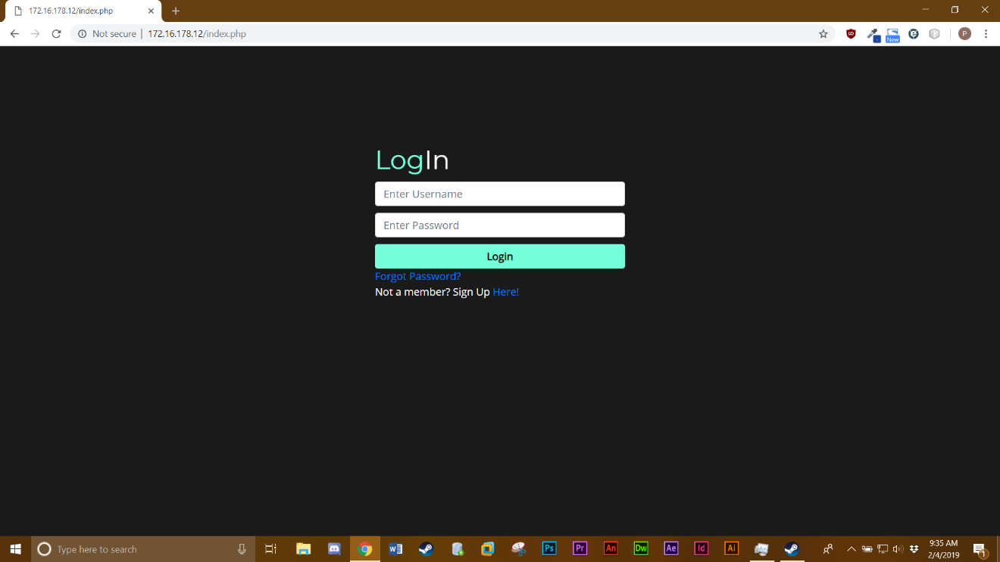 172.16.178.12/index.php
Not secure | 172.16.178.12/index.php
New
P
LogIn
Enter Username
Enter Password
Login
Forgot Password?
Not a member? Sign Up Here!
Type here to search
Ps
Pr
An
Dw
Ae
Id
Ai
9:35 AM
2/4/2019
1